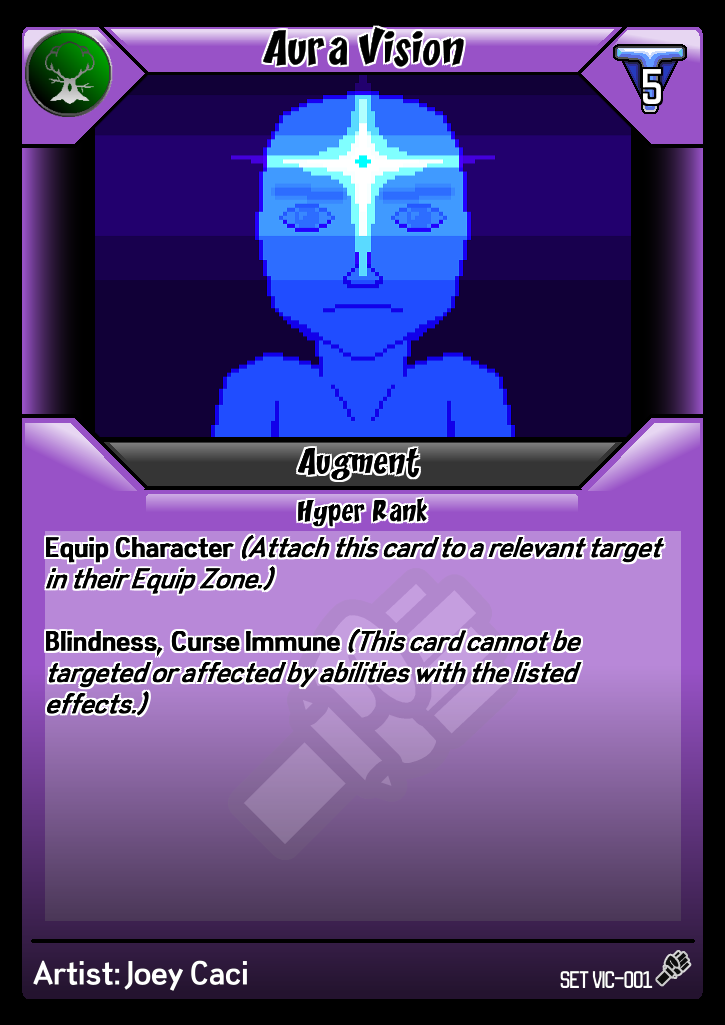 Aura Vision
5
Augment
Hyper Rank
Equip Character (Attach this card to a relevant target
in their Equip Zone.)
Blindness, Curse Immune (This card cannot be
targeted or affected by abilities with the listed
effects.)
Artist: Joey Caci
SET VIC-001